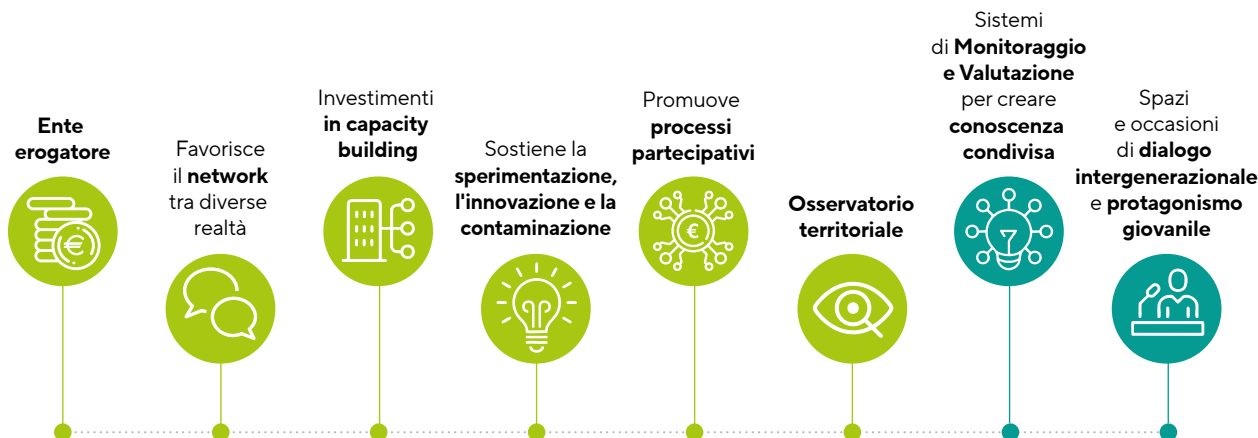 Ente
erogatore
Favorisce
il network
tra diverse
realtà
Investimenti
in capacity
building
Sostiene la
sperimentazione,
l'innovazione e la
contaminazione
Promuove
processi
partecipativi
Osservatorio
territoriale
Sistemi
di Monitoraggio
e Valutazione
per creare
conoscenza
condivisa
Spazi
e occasioni
di dialogo
intergenerazionale
e protagonismo
giovanile
€
€